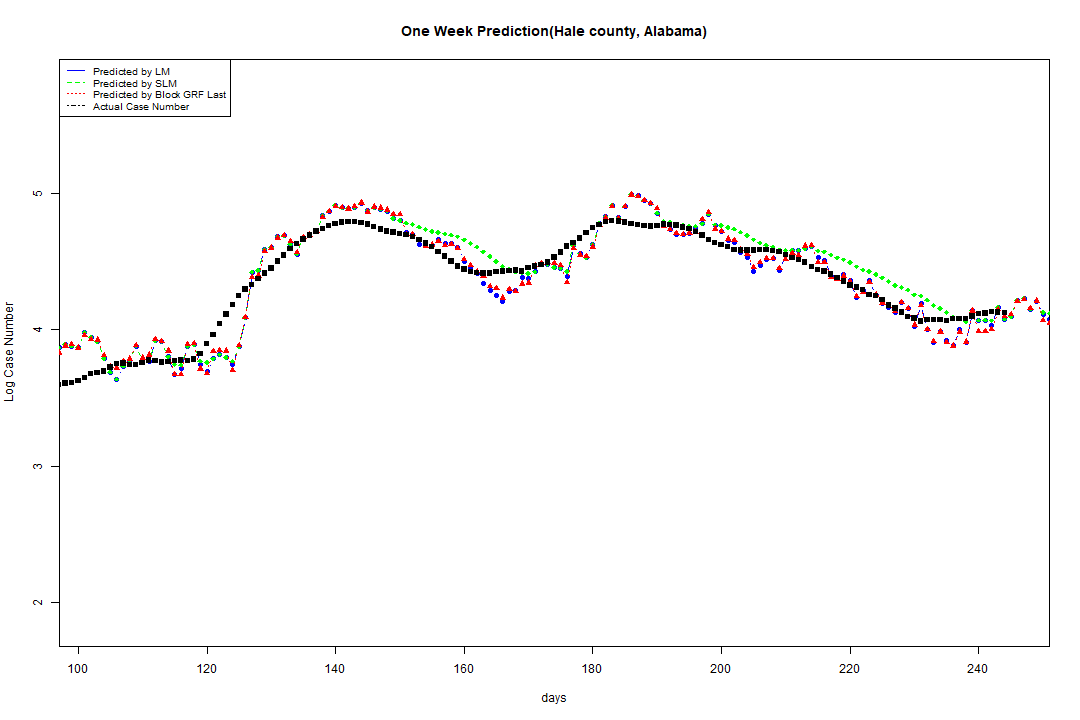 One Week Prediction(Hale county, Alabama)
Predicted by LM
Predicted by SLM
Predicted by Block GRF Last
Actual Case Number
5
4
3
2
Log Case Number
100 120 140 160 180 200 220 240
days